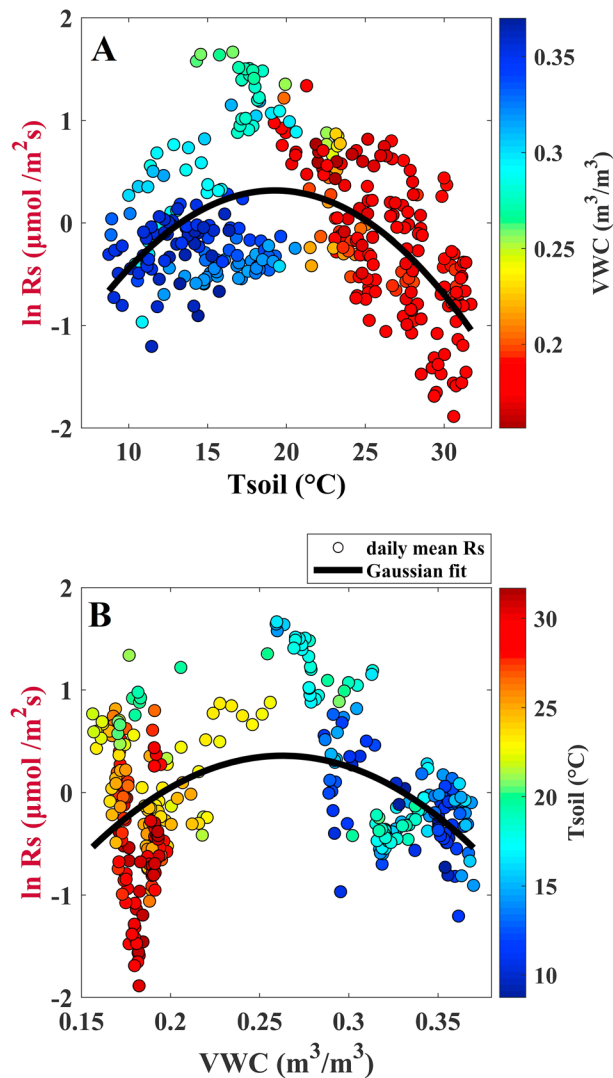 A
2
1
0
-1
-2
ln Rs (μmol /m²s)
10 15 20 25 30
Tsoil (°C)
0.35
0.3
0.25
0.2
VWC (m³/m³)
daily mean Rs
Gaussian fit
B
2
1
0
-1
-2
ln Rs (μmol /m²s)
0.15 0.2 0.25 0.3 0.35
VWC (m³/m³)
30
25
20
15
10
Tsoil (°C)